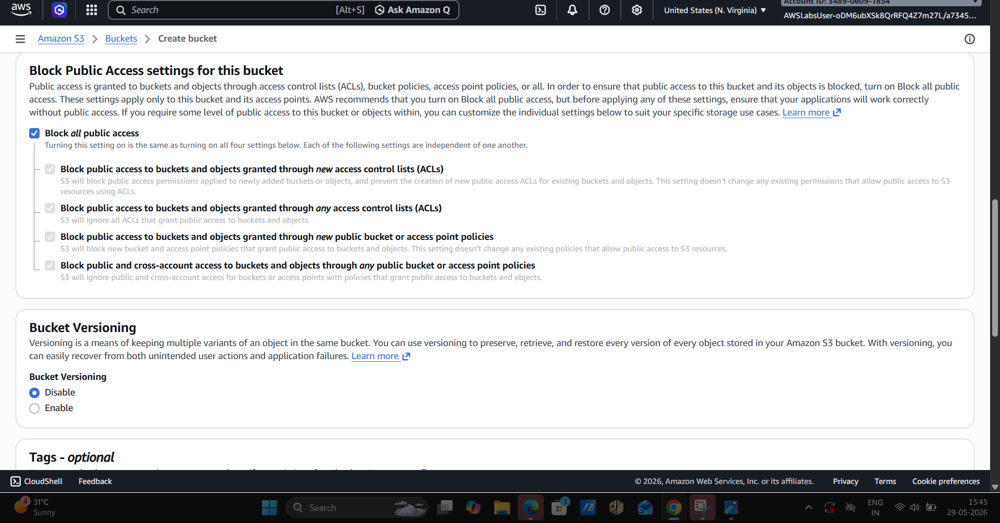 aws
Search
[Alt+S]
Ask Amazon Q
United States (N. Virginia)
Account ID: 3489-0609-1854
AWSLabsUser-oDM6ubXSk8QrRFQ4Z7m27L/a7345...
Amazon S3 > Buckets > Create bucket
Block Public Access settings for this bucket
Public access is granted to buckets and objects through access control lists (ACLs), bucket policies, access point policies, or all. In order to ensure that public access to this bucket and its objects is blocked, turn on Block all public
access. These settings apply only to this bucket and its access points. AWS recommends that you turn on Block all public access, but before applying any of these settings, ensure that your applications will work correctly
without public access. If you require some level of public access to this bucket or objects within, you can customize the individual settings below to suit your specific storage use cases. Learn more
Block all public access
Turning this setting on is the same as turning on all four settings below. Each of the following settings are independent of one another.
Block public access to buckets and objects granted through new access control lists (ACLs)
S3 will block public access permissions applied to newly added buckets or objects, and prevent the creation of new public access ACLs for existing buckets and objects. This setting doesn't change any existing permissions that allow public access to S3
resources using ACLs.
Block public access to buckets and objects granted through any access control lists (ACLs)
S3 will ignore all ACLs that grant public access to buckets and objects.
Block public access to buckets and objects granted through new public bucket or access point policies
S3 will block new bucket and access point policies that grant public access to buckets and objects. This setting doesn't change any existing policies that allow public access to S3 resources.
Block public and cross-account access to buckets and objects through any public bucket or access point policies
S3 will ignore public and cross-account access for buckets or access points with policies that grant public access to buckets and objects.
Bucket Versioning
Versioning is a means of keeping multiple variants of an object in the same bucket. You can use versioning to preserve, retrieve, and restore every version of every object stored in your Amazon S3 bucket. With versioning, you
can easily recover from both unintended user actions and application failures. Learn more
Bucket Versioning
Disable
Enable
Tags - optional
CloudShell
Feedback
© 2026, Amazon Web Services, Inc. or its affiliates.
Privacy
Terms
Cookie preferences
4
31°C
Sunny
Search
3
ENG
IN
15:45
29-05-2026